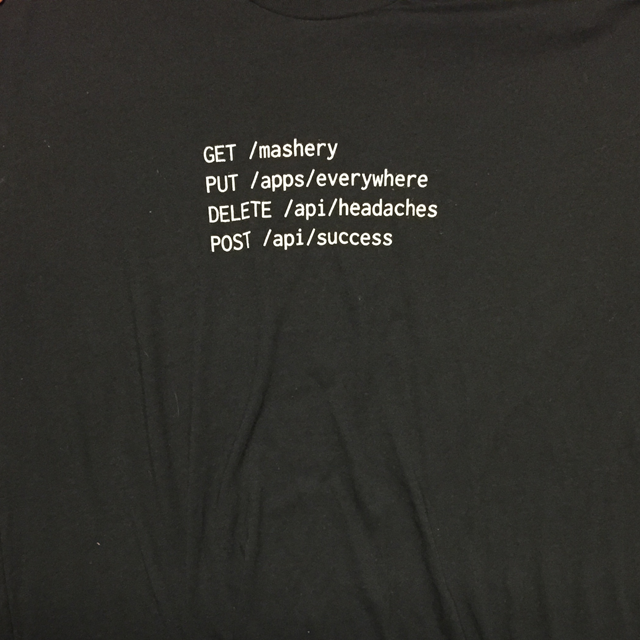 GET /mashery
PUT /apps/everywhere
DELETE /api/headaches
POST /api/success